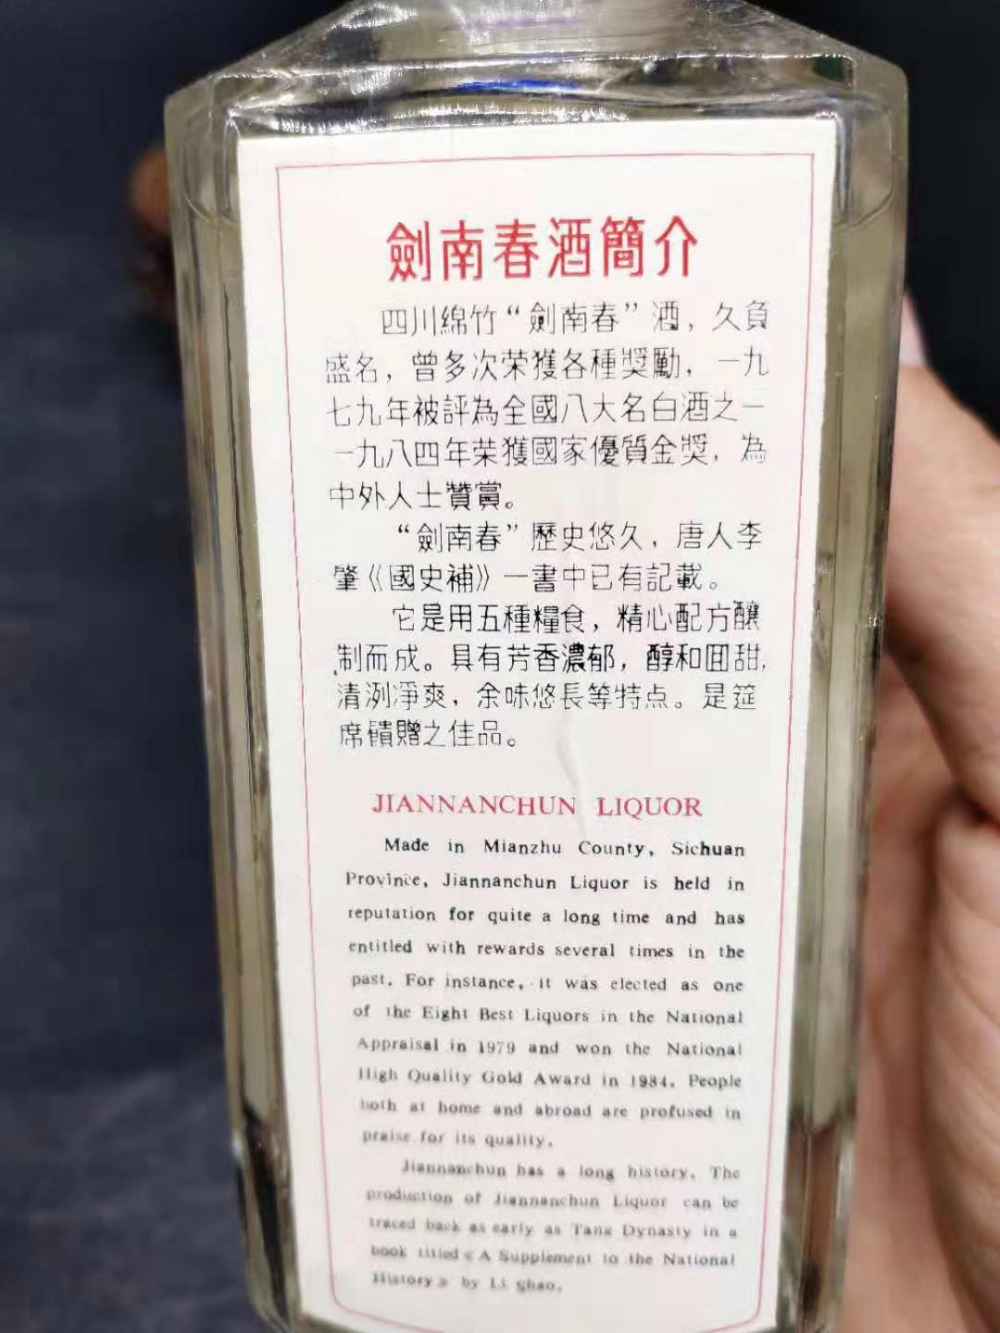 劍南春酒簡介
四川綿竹“劍南春”酒，久負
盛名，曾多次荣獲各種獎勵，一九
七九年被評為全國八大名白酒之一
一九八四年荣獲國家優質金獎，為
中外人士贊賞。
“劍南春”歷史悠久，唐人李
肇《國史補》一書中已有記載。
它是用五種糧食，精心配方釀
制而成。具有芳香濃郁，醇和回甜，
清洌淨爽，余味悠長等特点。是筵
席饋贈之佳品。
JIANNANCHUN LIQUOR
Made in Mianzhu County, Sichuan
Province, Jiannanchun Liquor is held in
reputation for quite a long time and has
entitled with rewards several times in the
past. For instance, it was elected as one
of the Eight Best Liquors in the National
Appraisal in 1979 and won the National
High Quality Gold Award in 1984. People
both at home and abroad are profused in
praise for its quality.
Jiannanchun has a long history. The
production of Jiannanchun Liquor can be
traced back as early as Tang Dynasty in a
book titled《A Supplement to the National
History》 by Li Shao.